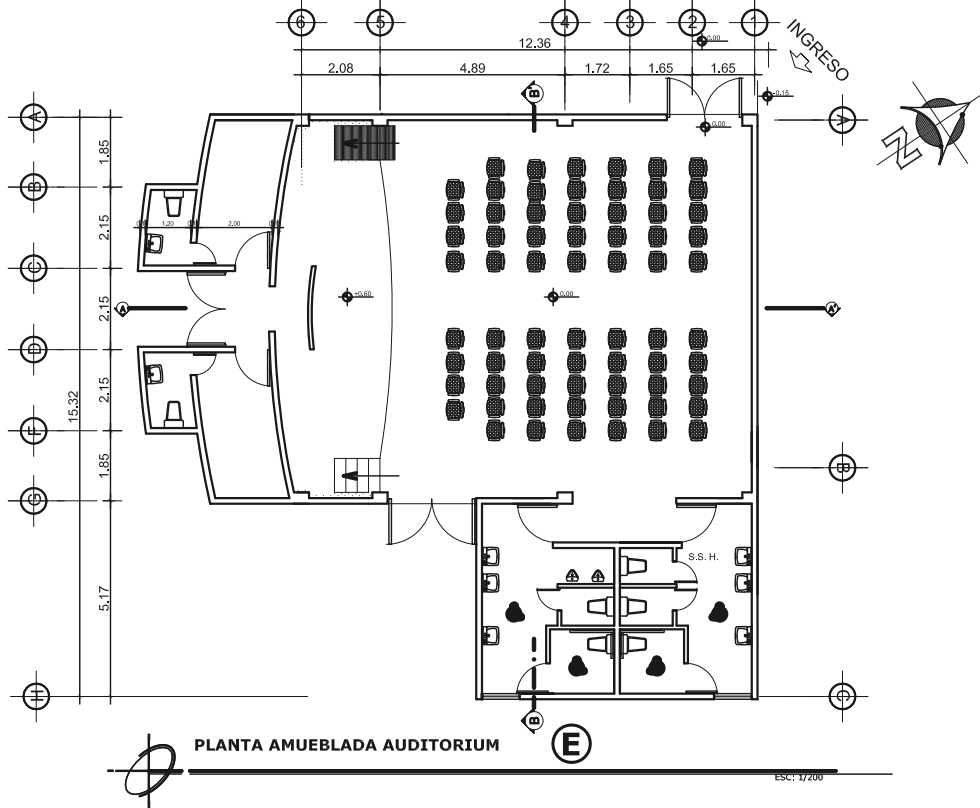 6 5 4 3 2 1
0.00
12.36
INGRESO
2.08 4.89 1.72 1.65 1.65
B'
-0.15
0.00
A
A
N
1.85
B
2.15
1.20 2.00
C
2.15
+0.60
0.00
A
A'
D
15.32
2.15
F
1.85
B
G
S.S. H.
5.17
H
C
B
PLANTA AMUEBLADA AUDITORIUM
E
ESC: 1/200